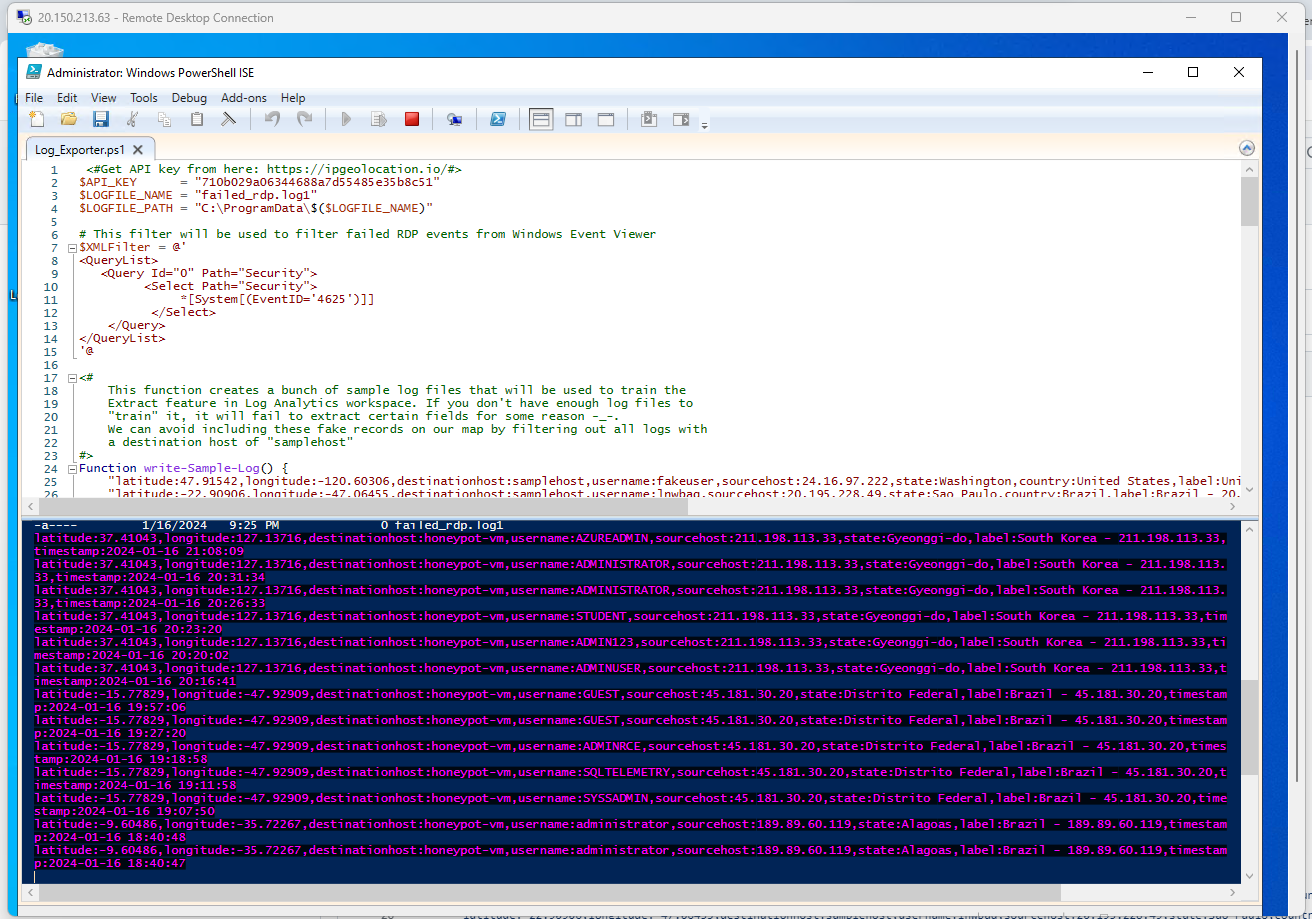 20.150.213.63 - Remote Desktop Connection
Administrator: Windows PowerShell ISE
File Edit View Tools Debug Add-ons Help
Log_Exporter.ps1
1 <#Get API key from here: https://ipgeolocation.io/#>
2 $API_KEY = "710b029a06344688a7d55485e35b8c51"
3 $LOGFILE_NAME = "failed_rdp.log1"
4 $LOGFILE_PATH = "C:\ProgramData\$($LOGFILE_NAME)"
5
6 # This filter will be used to filter failed RDP events from Windows Event Viewer
7 $XMLFilter = @'
8 <QueryList>
9 <Query Id="0" Path="Security">
10 <Select Path="Security">
11 *[System[(EventID='4625')]]
12 </Select>
13 </Query>
14 </QueryList>
15 '@
16
17 <#
18 This function creates a bunch of sample log files that will be used to train the
19 Extract feature in Log Analytics workspace. If you don't have enough log files to
20 "train" it, it will fail to extract certain fields for some reason -_-.
21 We can avoid including these fake records on our map by filtering out all logs with
22 a destination host of "samplehost"
23 #>
24 Function write-Sample-Log() {
25 "latitude:47.91542,longitude:-120.60306,destinationhost:samplehost,username:fakeuser,sourcehost:24.16.97.222,state:Washington,country:United States,label:Uni
26 "latitude:-22.90906,longitude:-47.06455,destinationhost:samplehost,username:lnwbaq,sourcehost:20.195.228.49,state:Sao Paulo,country:Brazil,label:Brazil - 20.
-a---- 1/16/2024 9:25 PM 0 failed_rdp.log1
latitude:37.41043,longitude:127.13716,destinationhost:honeypot-vm,username:AZUREADMIN,sourcehost:211.198.113.33,state:Gyeonggi-do,label:South Korea - 211.198.113.33,
timestamp:2024-01-16 21:08:09
latitude:37.41043,longitude:127.13716,destinationhost:honeypot-vm,username:ADMINISTRATOR,sourcehost:211.198.113.33,state:Gyeonggi-do,label:South Korea - 211.198.113.
33,timestamp:2024-01-16 20:31:34
latitude:37.41043,longitude:127.13716,destinationhost:honeypot-vm,username:ADMINISTRATOR,sourcehost:211.198.113.33,state:Gyeonggi-do,label:South Korea - 211.198.113.
33,timestamp:2024-01-16 20:26:33
latitude:37.41043,longitude:127.13716,destinationhost:honeypot-vm,username:STUDENT,sourcehost:211.198.113.33,state:Gyeonggi-do,label:South Korea - 211.198.113.33,tim
estamp:2024-01-16 20:23:20
latitude:37.41043,longitude:127.13716,destinationhost:honeypot-vm,username:ADMIN123,sourcehost:211.198.113.33,state:Gyeonggi-do,label:South Korea - 211.198.113.33,ti
mestamp:2024-01-16 20:20:02
latitude:37.41043,longitude:127.13716,destinationhost:honeypot-vm,username:ADMINUSER,sourcehost:211.198.113.33,state:Gyeonggi-do,label:South Korea - 211.198.113.33,t
imestamp:2024-01-16 20:16:41
latitude:-15.77829,longitude:-47.92909,destinationhost:honeypot-vm,username:GUEST,sourcehost:45.181.30.20,state:Distrito Federal,label:Brazil - 45.181.30.20,timestam
p:2024-01-16 19:57:06
latitude:-15.77829,longitude:-47.92909,destinationhost:honeypot-vm,username:GUEST,sourcehost:45.181.30.20,state:Distrito Federal,label:Brazil - 45.181.30.20,timestam
p:2024-01-16 19:27:20
latitude:-15.77829,longitude:-47.92909,destinationhost:honeypot-vm,username:ADMINRCE,sourcehost:45.181.30.20,state:Distrito Federal,label:Brazil - 45.181.30.20,times
tamp:2024-01-16 19:18:58
latitude:-15.77829,longitude:-47.92909,destinationhost:honeypot-vm,username:SQLTELEMETRY,sourcehost:45.181.30.20,state:Distrito Federal,label:Brazil - 45.181.30.20,t
imestamp:2024-01-16 19:11:58
latitude:-15.77829,longitude:-47.92909,destinationhost:honeypot-vm,username:SYSSADMIN,sourcehost:45.181.30.20,state:Distrito Federal,label:Brazil - 45.181.30.20,time
stamp:2024-01-16 19:07:50
latitude:-9.60486,longitude:-35.72267,destinationhost:honeypot-vm,username:administrator,sourcehost:189.89.60.119,state:Alagoas,label:Brazil - 189.89.60.119,timestam
p:2024-01-16 18:40:48
latitude:-9.60486,longitude:-35.72267,destinationhost:honeypot-vm,username:administrator,sourcehost:189.89.60.119,state:Alagoas,label:Brazil - 189.89.60.119,timestam
p:2024-01-16 18:40:47